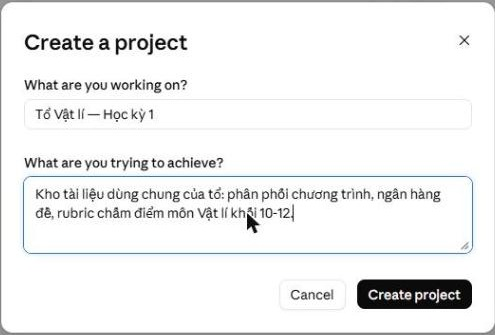 Create a project
What are you working on?
Tổ Vật lí — Học kỳ 1
What are you trying to achieve?
Kho tài liệu dùng chung của tổ: phân phối chương trình, ngân hàng
đề, rubric chấm điểm môn Vật lí khối 10-12.
Cancel
Create project